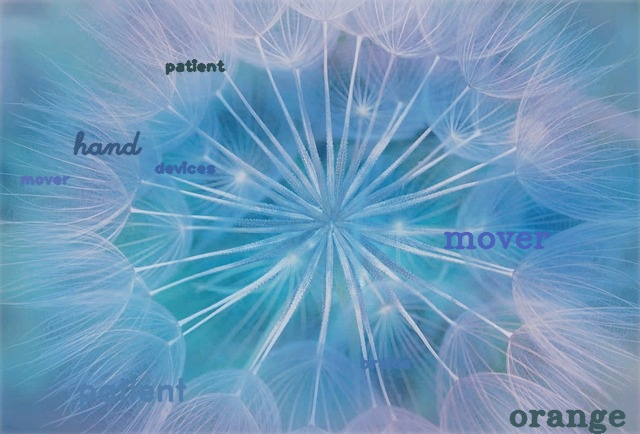 patient
hand
devices
mover
mover
patient
orange